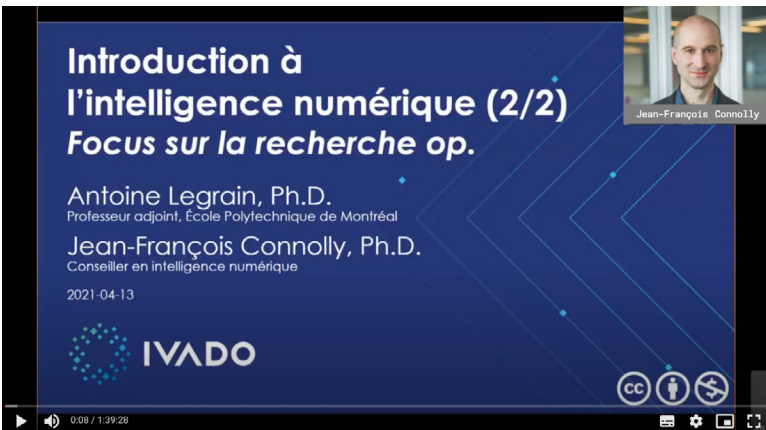 Introduction à
l'intelligence numérique (2/2)
Focus sur la recherche op.
Jean-François Connolly
Antoine Legrain, Ph.D.
Professeur adjoint, École Polytechnique de Montréal
Jean-François Connolly, Ph.D.
Conseiller en intelligence numérique
2021-04-13
IVADO
cc
0:08 / 1:39:28